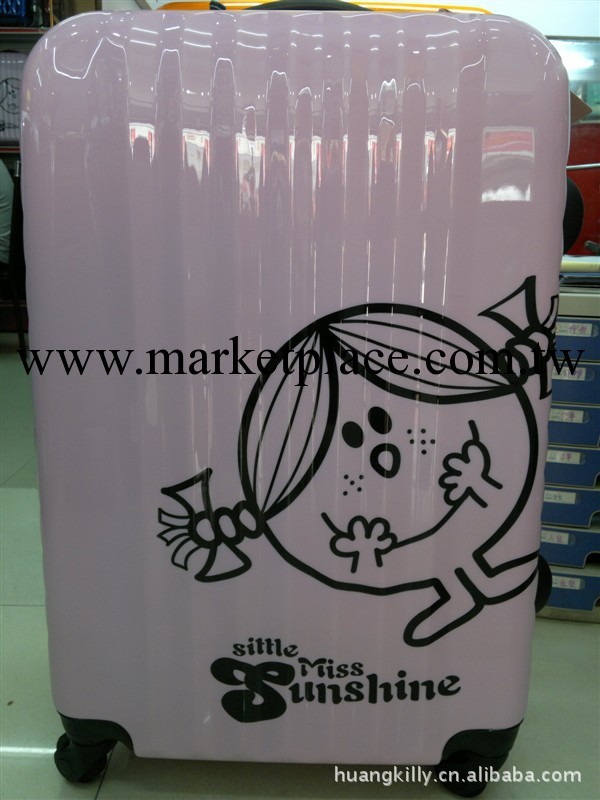 www.marketplace.com.tw
sittle
Miss
Sunshine
huangkilly.cn.alibaba.com